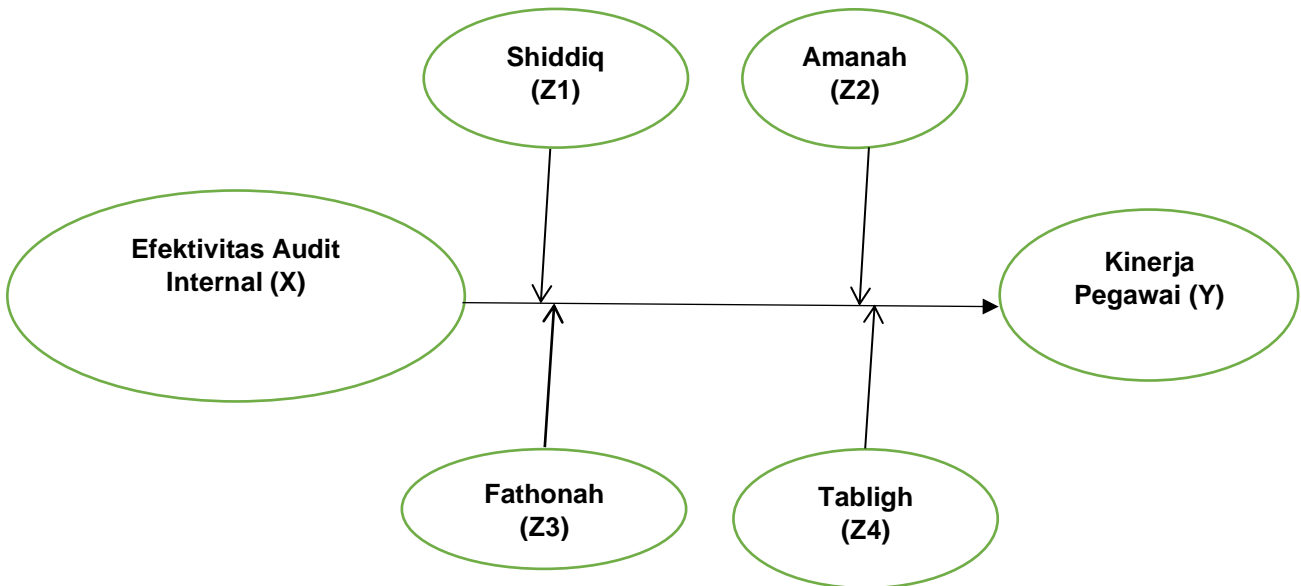 Shiddiq
(Z1)
Amanah
(Z2)
Efektivitas Audit
Internal (X)
Kinerja
Pegawai (Y)
Fathonah
(Z3)
Tabligh
(Z4)